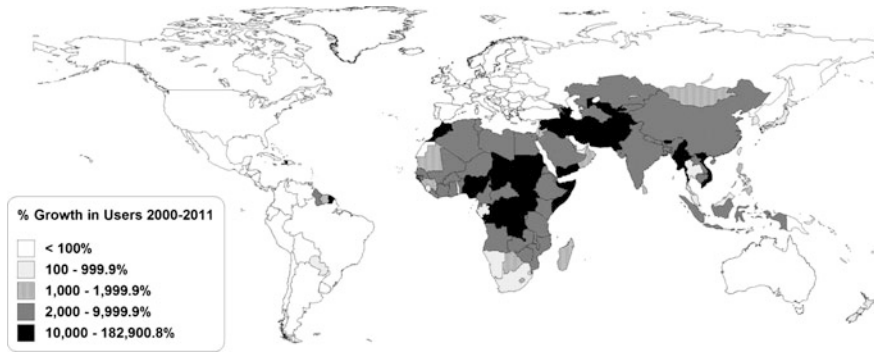 % Growth in Users 2000-2011
< 100%
100 - 999.9%
1,000 - 1,999.9%
2,000 - 9,999.9%
10,000 - 182,900.8%